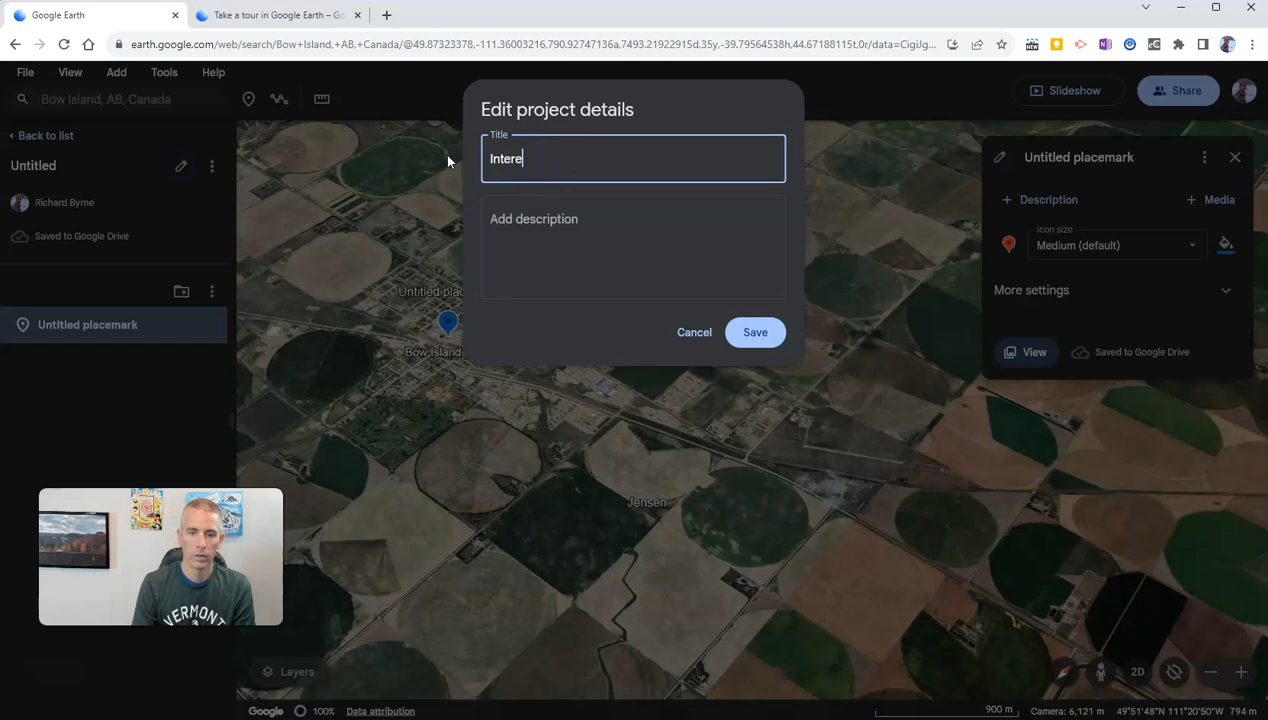 Google Earth
Take a tour in Google Earth – Go
earth.google.com/web/search/Bow+Island,+AB,+Canada/@49.87323378,-111.36003216,790.92747136a,7493.21922915d,35y,-39.79564538h,44.67188115t,0r/data=CigiJg...
File View Add Tools Help
Bow Island, AB, Canada
Slideshow
Share
Back to list
Untitled
Richard Byrne
Saved to Google Drive
Untitled placemark
Edit project details
Title
Intere
Add description
Cancel
Save
Untitled plac
Bow Island
Jensen
Untitled placemark
+ Description
+ Media
Icon size
Medium (default)
More settings
View
Saved to Google Drive
VERMONT
Layers
2D
Google
100%
Data attribution
900 m
Camera: 6,121 m
49°51'48"N 111°20'50"W
794 m